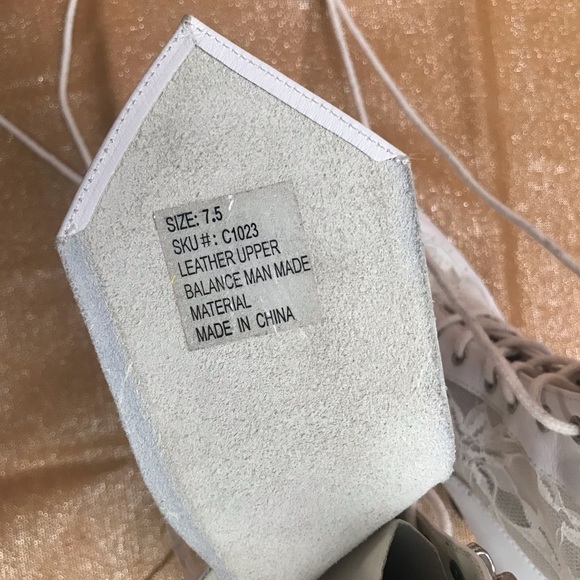 SIZE: 7.5
SKU#: C1023
LEATHER UPPER
BALANCE MAN MADE
MATERIAL
MADE IN CHINA